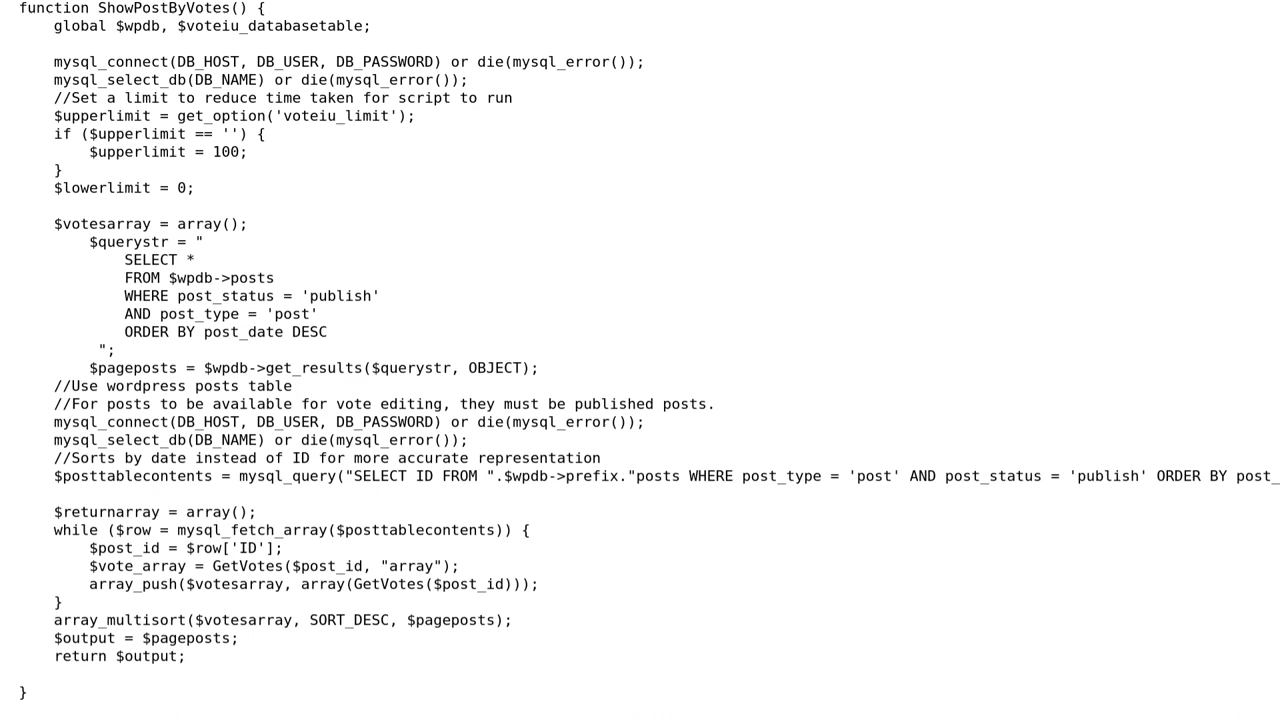 function ShowPostByVotes() {
    global $wpdb, $voteiu_databasetable;

    mysql_connect(DB_HOST, DB_USER, DB_PASSWORD) or die(mysql_error());
    mysql_select_db(DB_NAME) or die(mysql_error());
    //Set a limit to reduce time taken for script to run
    $upperlimit = get_option('voteiu_limit');
    if ($upperlimit == '') {
        $upperlimit = 100;
    }
    $lowerlimit = 0;

    $votesarray = array();
        $querystr = "
            SELECT *
            FROM $wpdb->posts
            WHERE post_status = 'publish'
            AND post_type = 'post'
            ORDER BY post_date DESC
         ";
        $pageposts = $wpdb->get_results($querystr, OBJECT);
    //Use wordpress posts table
    //For posts to be available for vote editing, they must be published posts.
    mysql_connect(DB_HOST, DB_USER, DB_PASSWORD) or die(mysql_error());
    mysql_select_db(DB_NAME) or die(mysql_error());
    //Sorts by date instead of ID for more accurate representation
    $posttablecontents = mysql_query("SELECT ID FROM ".$wpdb->prefix."posts WHERE post_type = 'post' AND post_status = 'publish' ORDER BY post_

    $returnarray = array();
    while ($row = mysql_fetch_array($posttablecontents)) {
        $post_id = $row['ID'];
        $vote_array = GetVotes($post_id, "array");
        array_push($votesarray, array(GetVotes($post_id)));
    }
    array_multisort($votesarray, SORT_DESC, $pageposts);
    $output = $pageposts;
    return $output;

}